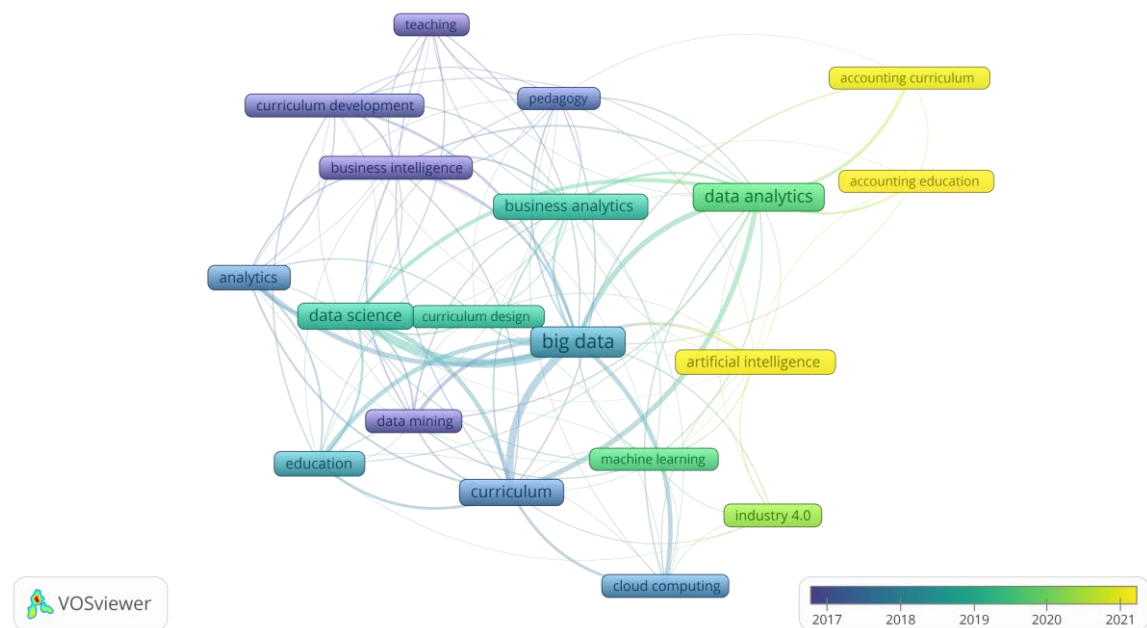 teaching
accounting curriculum
curriculum development
pedagogy
business intelligence
accounting education
data analytics
business analytics
analytics
data science
curriculum design
big data
artificial intelligence
data mining
education
machine learning
curriculum
industry 4.0
cloud computing
VOSviewer
2017 2018 2019 2020 2021